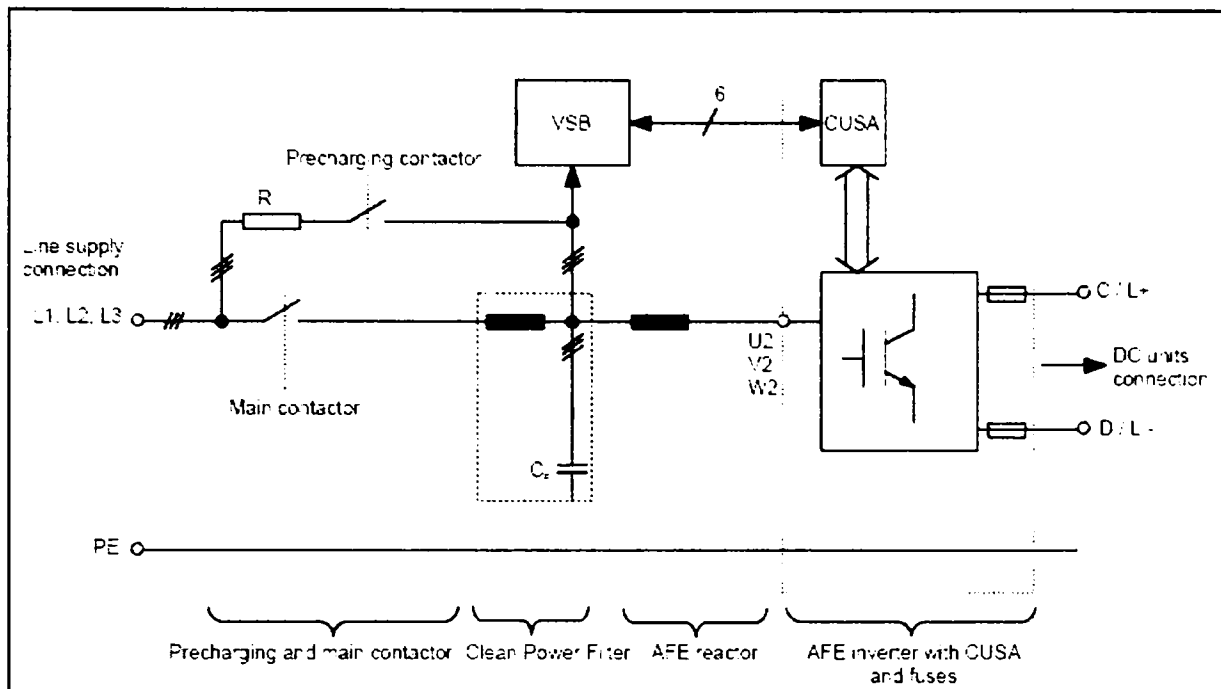 6
VSB
CUSA
Precharging contactor
R
Line supply
connection
L1, L2, L3
C / L+
U2
V2
W2
DC units
connection
Main contactor
D / L -
PE
Precharging and main contactor
Clean Power Filter
AFE reactor
AFE inverter with CUSA
and fuses